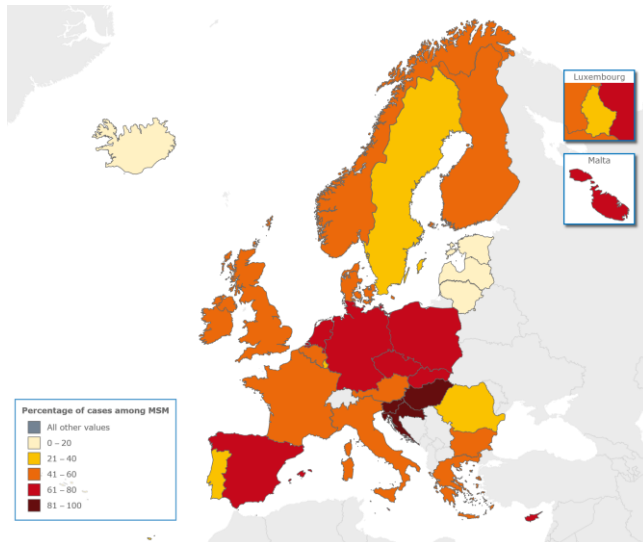 Luxembourg
Malta
Percentage of cases among MSM
All other values
0 – 20
21 – 40
41 – 60
61 – 80
81 – 100